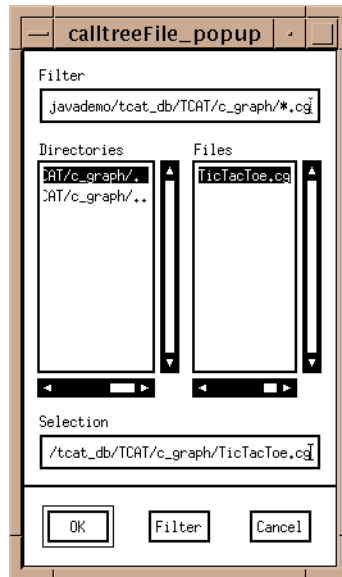 calltreeFile_popup
Filter
javademo/tcat_db/TCAT/c_graph/*.cg
Directories
Files
CAT/c_graph/.
CAT/c_graph/..
TicTacToe.cg
Selection
/tcat_db/TCAT/c_graph/TicTacToe.cg
OK
Filter
Cancel